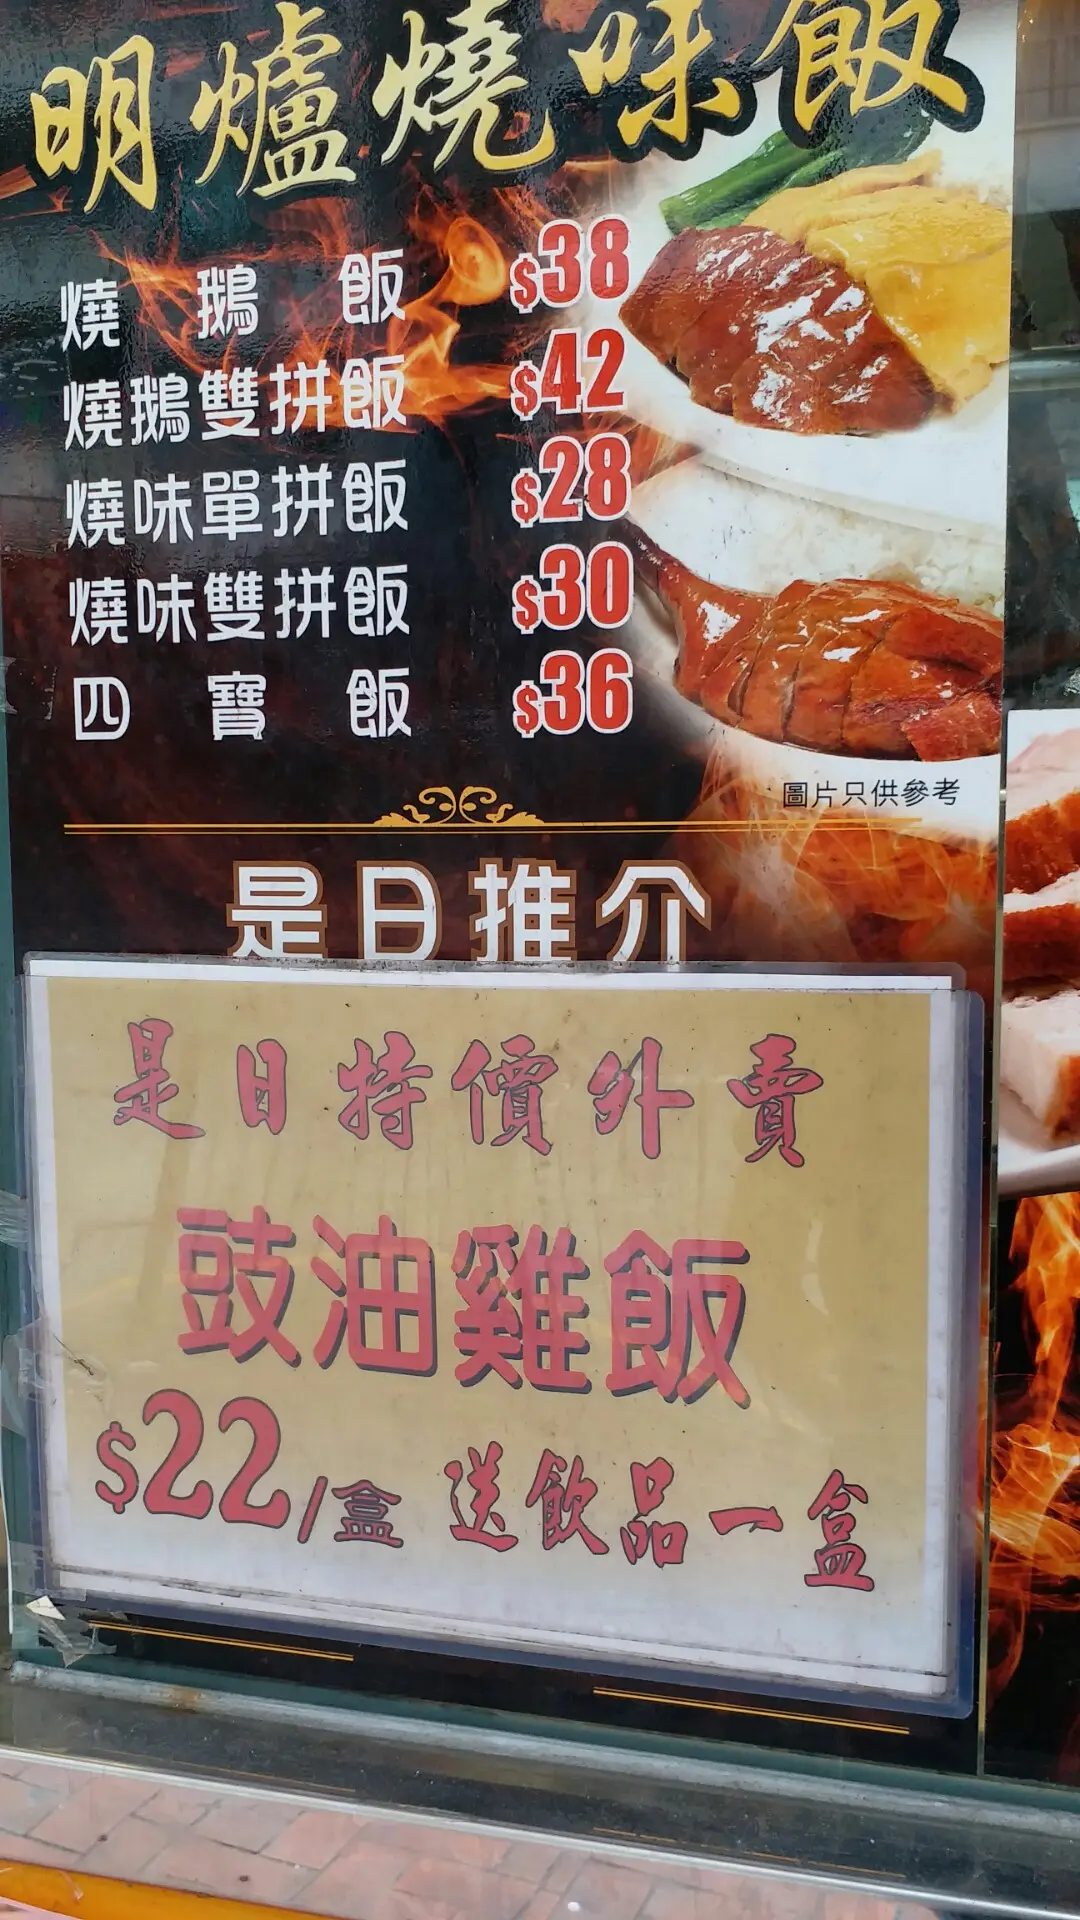 明爐燒味飯
燒鵝飯 $38
燒鵝雙拼飯 $42
燒味單拼飯 $28
燒味雙拼飯 $30
四寶飯 $36
圖片只供參考
是日推介
是日特價外賣
豉油雞飯
$22/盒 送飲品一盒